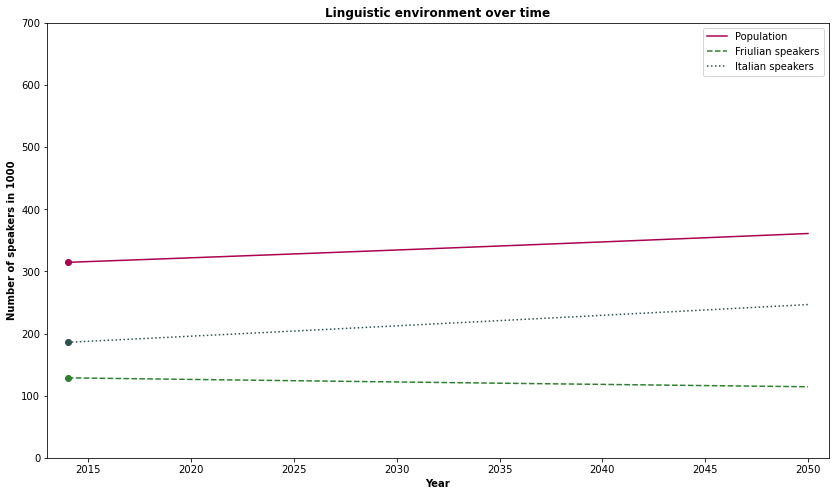 Linguistic environment over time
Population
Friulian speakers
Italian speakers
700
600
500
400
300
200
100
0
Number of speakers in 1000
2015 2020 2025 2030 2035 2040 2045 2050
Year